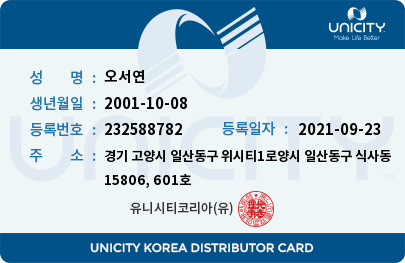 UNICITY
Make Life Better
성 명 : 오서연
생년월일 : 2001-10-08
등록번호 : 232588782 등록일자 : 2021-09-23
주 소 : 경기 고양시 일산동구 위시티1로양시 일산동구 식사동
15806, 601호
UNICITY
TM
유니시티코리아(유)
UNICITY KOREA DISTRIBUTOR CARD